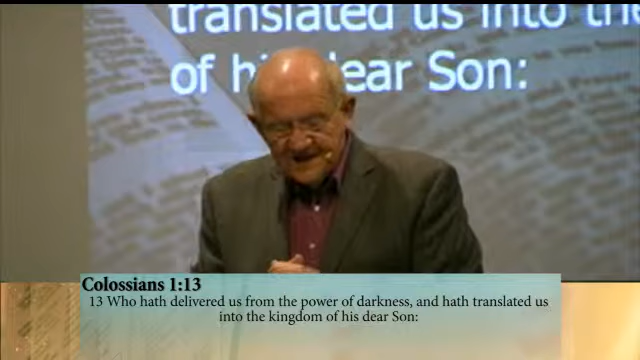 translated us into the
of his dear Son:
Colossians 1:13
13 Who hath delivered us from the power of darkness, and hath translated us
into the kingdom of his dear Son: